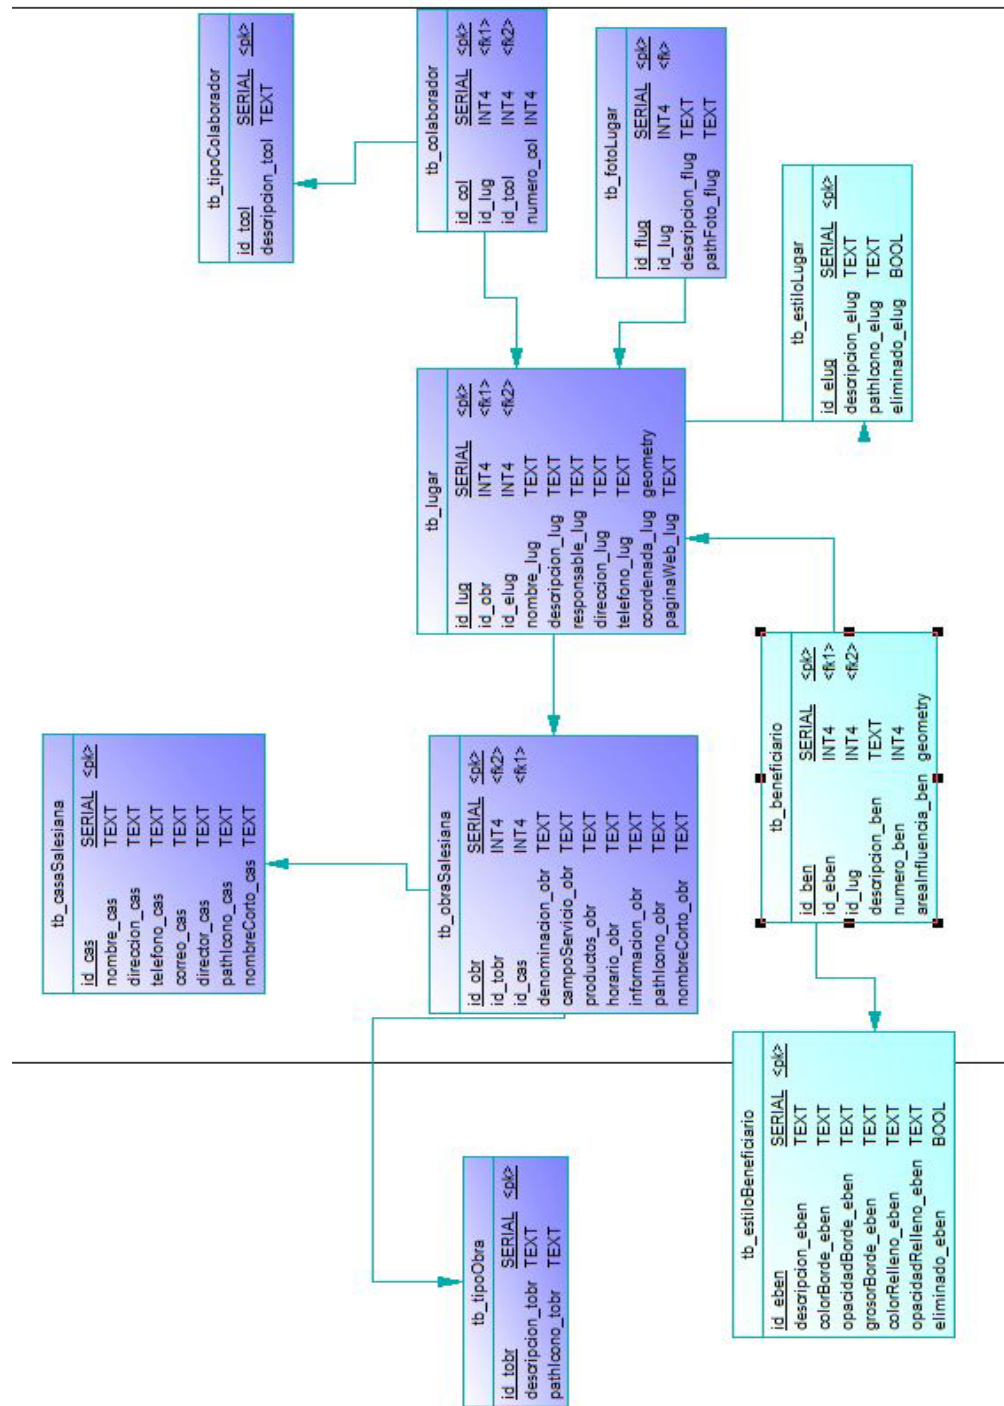 tb_tipoColaborador
id_tcol SERIAL <pk>
descripcion_tcol TEXT
tb_colaborador
id_col SERIAL <pk>
id_lug INT4 <fk1>
id_tcol INT4 <fk2>
numero_col INT4
tb_fotoLugar
id_flug SERIAL <pk>
id_lug INT4 <fk>
descripcion_flug TEXT
pathFoto_flug TEXT
tb_estiloLugar
id_elug SERIAL <pk>
descripcion_elug TEXT
pathIcono_elug TEXT
eliminado_elug BOOL
tb_lugar
id_lug SERIAL <pk>
id_obr INT4 <fk1>
id_elug INT4 <fk2>
nombre_lug TEXT
descripcion_lug TEXT
responsable_lug TEXT
direccion_lug TEXT
telefono_lug TEXT
coordenada_lug geometry
paginaWeb_lug TEXT
tb_casaSalesiana
id_cas SERIAL <pk>
nombre_cas TEXT
direccion_cas TEXT
telefono_cas TEXT
correo_cas TEXT
director_cas TEXT
pathIcono_cas TEXT
nombreCorto_cas TEXT
tb_obraSalesiana
id_obr SERIAL <pk>
id_tobr INT4 <fk2>
id_cas INT4 <fk1>
denominacion_obr TEXT
campoServicio_obr TEXT
productos_obr TEXT
horario_obr TEXT
informacion_obr TEXT
pathIcono_obr TEXT
nombreCorto_obr TEXT
tb_beneficiario
id_ben SERIAL <pk>
id_eben INT4 <fk1>
id_lug INT4 <fk2>
descripcion_ben TEXT
numero_ben INT4
areaInfluencia_ben geometry
tb_tipoObra
id_tobr SERIAL <pk>
descripcion_tobr TEXT
pathIcono_tobr TEXT
tb_estiloBeneficiario
id_eben SERIAL <pk>
descripcion_eben TEXT
colorBorde_eben TEXT
opacidadBorde_eben TEXT
grosorBorde_eben TEXT
colorRelleno_eben TEXT
opacidadRelleno_eben TEXT
eliminado_eben BOOL